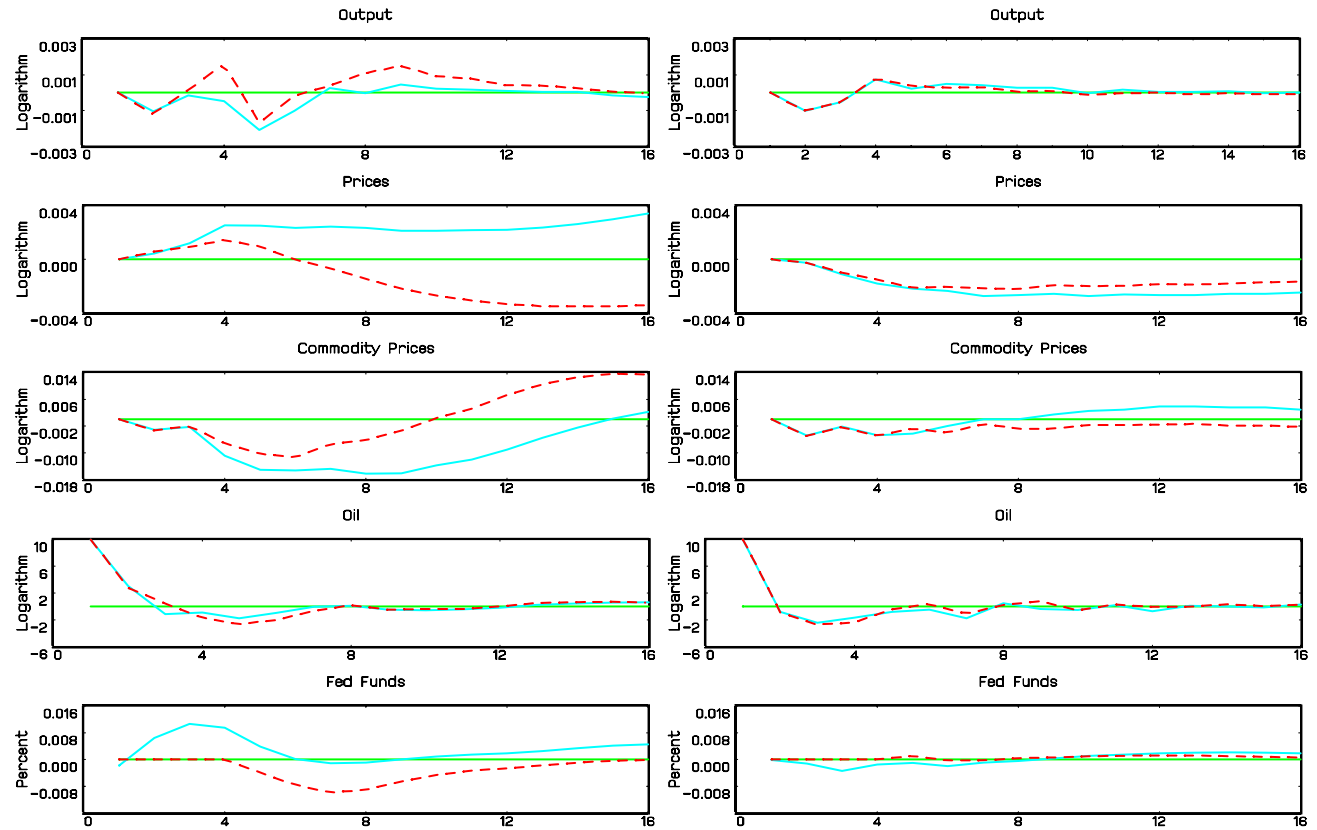 Output Output
Logarithm 0.003 0.001 −0.001 −0.003 Logarithm 0.003 0.001 −0.001 −0.003
0 4 8 12 16 0 2 4 6 8 10 12 14 16
Prices Prices
Logarithm 0.004 0.000 −0.004 Logarithm 0.004 0.000 −0.004
0 4 8 12 16 0 4 8 12 16
Commodity Prices Commodity Prices
Logarithm 0.014 0.006 −0.002 −0.010 −0.018 Logarithm 0.014 0.006 −0.002 −0.010 −0.018
0 4 8 12 16 0 4 8 12 16
Oil Oil
Logarithm 10 6 2 −2 −6 Logarithm 10 6 2 −2 −6
0 4 8 12 16 0 4 8 12 16
Fed Funds Fed Funds
Percent 0.016 0.008 0.000 −0.008 Percent 0.016 0.008 0.000 −0.008
0 4 8 12 16 0 4 8 12 16